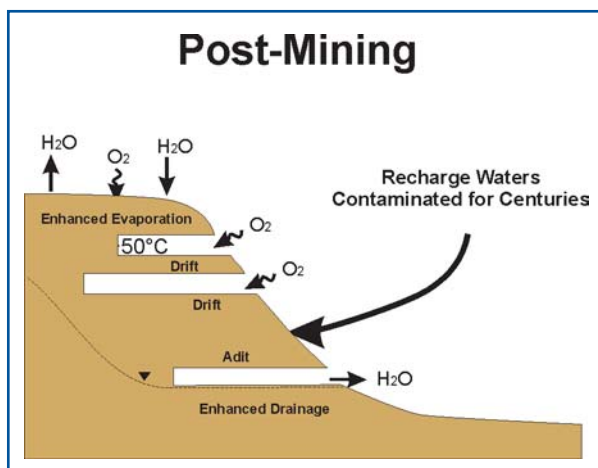 Post-Mining
H2O
O2
H2O
Recharge Waters
Contaminated for Centuries
Enhanced Evaporation
O2
50°C
Drift
O2
Drift
Adit
H2O
Enhanced Drainage